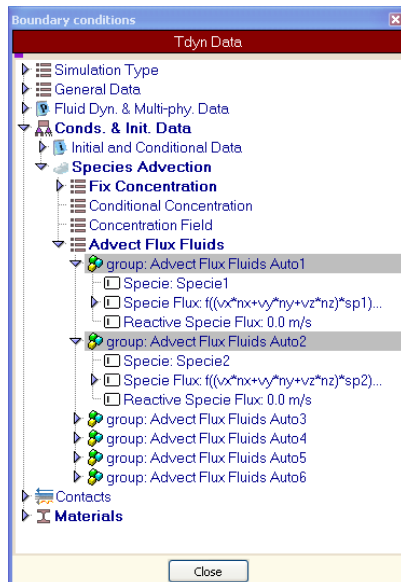 Boundary conditions
Tdyn Data
Simulation Type
General Data
Fluid Dyn. & Multi-phy. Data
Conds. & Init. Data
Initial and Conditional Data
Species Advection
Fix Concentration
Conditional Concentration
Concentration Field
Advect Flux Fluids
group: Advect Flux Fluids Auto1
Specie: Specie1
Specie Flux: f((vx*nx+vy*ny+vz*nz)*sp1)...
Reactive Specie Flux: 0.0 m/s
group: Advect Flux Fluids Auto2
Specie: Specie2
Specie Flux: f((vx*nx+vy*ny+vz*nz)*sp2)...
Reactive Specie Flux: 0.0 m/s
group: Advect Flux Fluids Auto3
group: Advect Flux Fluids Auto4
group: Advect Flux Fluids Auto5
group: Advect Flux Fluids Auto6
Contacts
Materials
Close